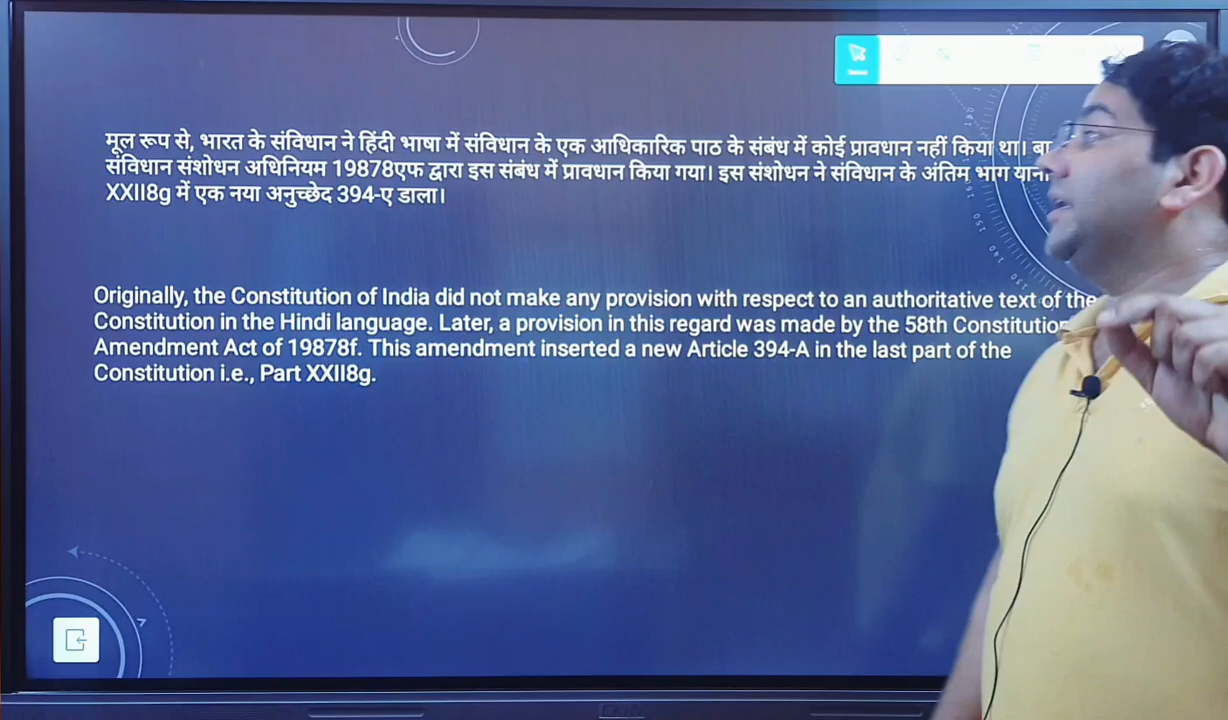 मूल रूप से, भारत के संविधान ने हिंदी भाषा में संविधान के एक आधिकारिक पाठ के संबंध में कोई प्रावधान नहीं किया था।
संविधान संशोधन अधिनियम 19878एफ द्वारा इस संबंध में प्रावधान किया गया। इस संशोधन ने संविधान के अंतिम भाग यानी
XXII8g में एक नया अनुच्छेद 394-ए डाला।
Originally, the Constitution of India did not make any provision with respect to an authoritative text of the
Constitution in the Hindi language. Later, a provision in this regard was made by the 58th Constitution
Amendment Act of 19878f. This amendment inserted a new Article 394-A in the last part of the
Constitution i.e., Part XXII8g.